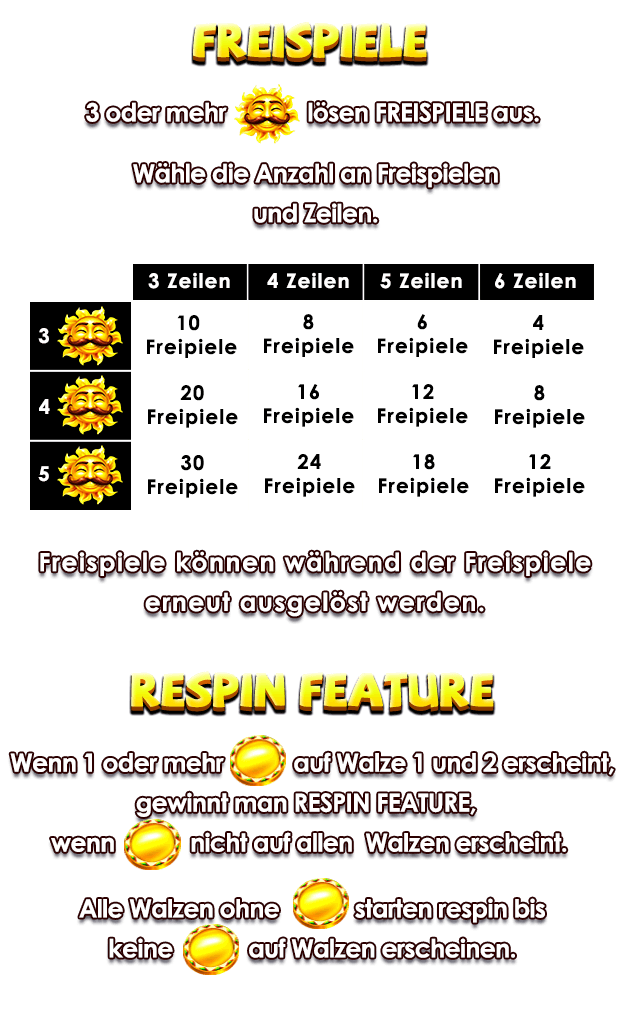 FREISPIELE
3 oder mehr lösen FREISPIELE aus.
Wähle die Anzahl an Freispielen
und Zeilen.
3 Zeilen 4 Zeilen 5 Zeilen 6 Zeilen
3 10 Freipiele 8 Freipiele 6 Freipiele 4 Freipiele
4 20 Freipiele 16 Freipiele 12 Freipiele 8 Freipiele
5 30 Freipiele 24 Freipiele 18 Freipiele 12 Freipiele
Freispiele können während der Freispiele
erneut ausgelöst werden.
RESPIN FEATURE
Wenn 1 oder mehr auf Walze 1 und 2 erscheint,
gewinnt man RESPIN FEATURE,
wenn nicht auf allen Walzen erscheint.
Alle Walzen ohne starten respin bis
keine auf Walzen erscheinen.